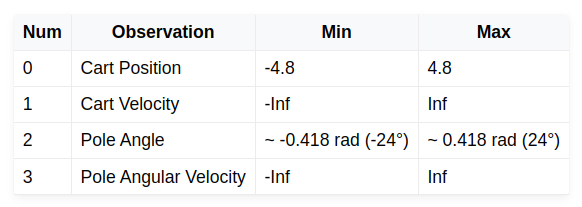 Num Observation Min Max
0 Cart Position -4.8 4.8
1 Cart Velocity -Inf Inf
2 Pole Angle ~ -0.418 rad (-24°) ~ 0.418 rad (24°)
3 Pole Angular Velocity -Inf Inf